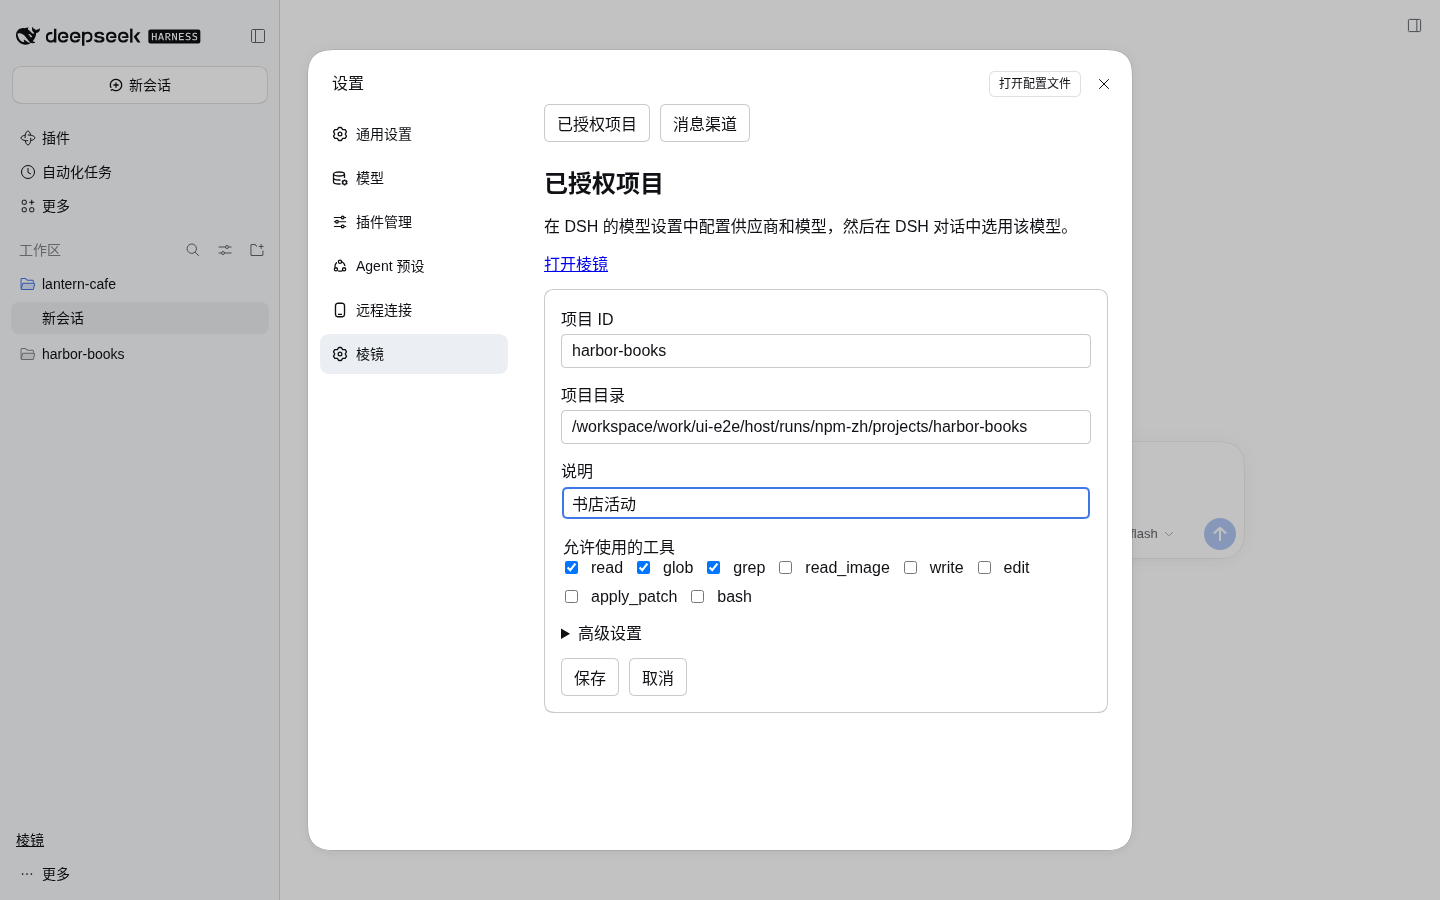 deepseek HARNESS
新会话
插件
自动化任务
更多
工作区
lantern-cafe
新会话
harbor-books
棱镜
更多
设置
打开配置文件
通用设置
模型
插件管理
Agent 预设
远程连接
棱镜
已授权项目 消息渠道
已授权项目
在 DSH 的模型设置中配置供应商和模型，然后在 DSH 对话中选用该模型。
打开棱镜
项目 ID
harbor-books
项目目录
/workspace/work/ui-e2e/host/runs/npm-zh/projects/harbor-books
说明
书店活动
允许使用的工具
read glob grep read_image write edit
apply_patch bash
高级设置
保存 取消
flash